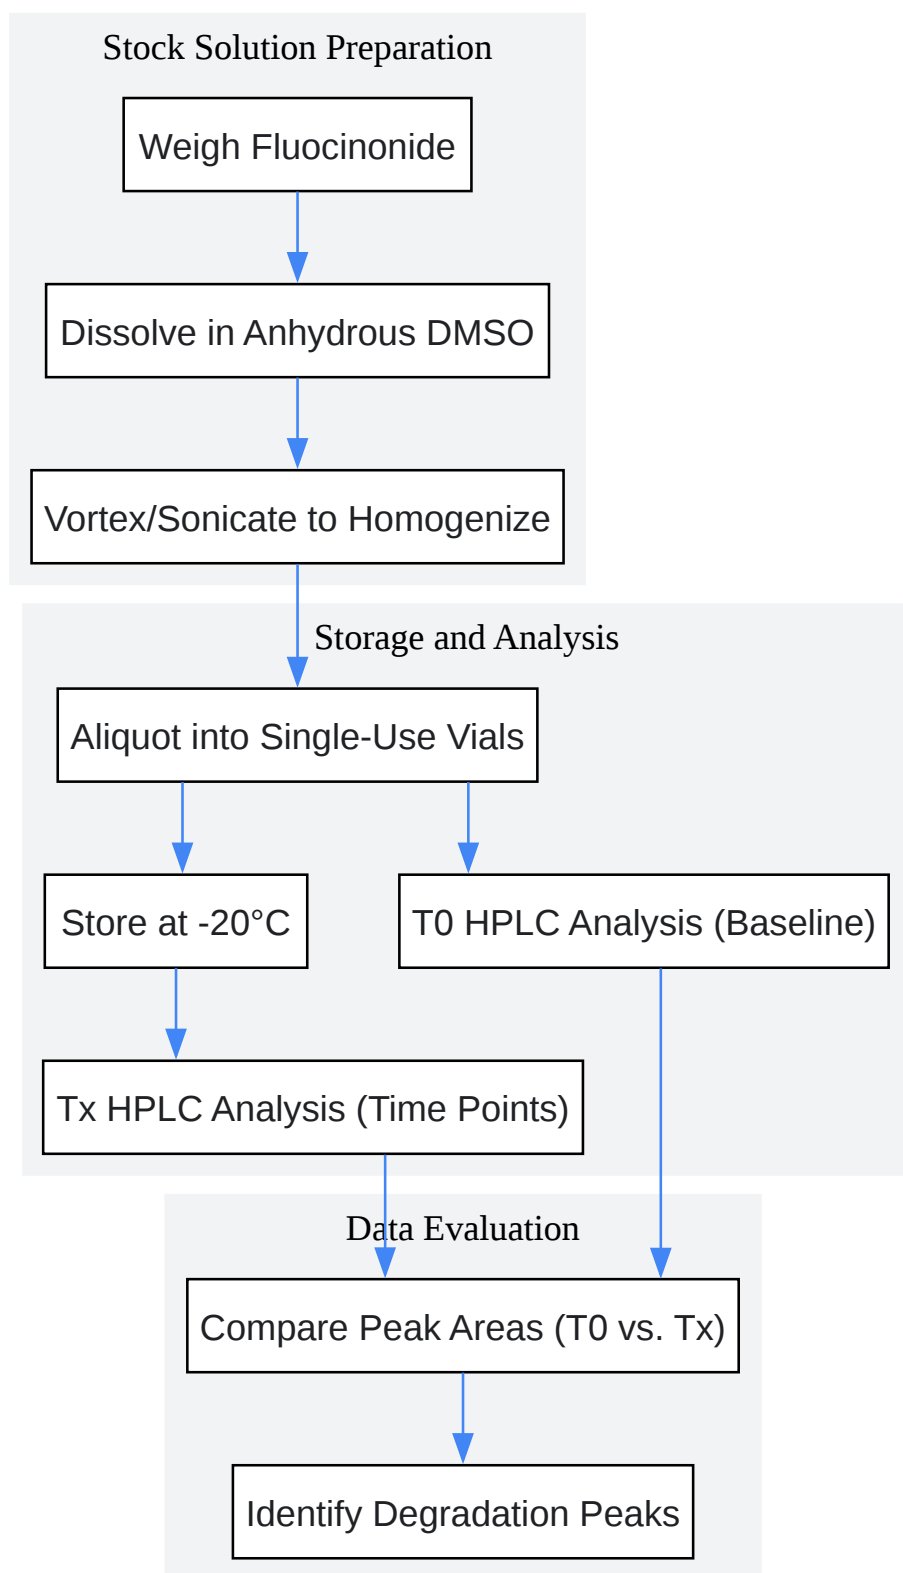 Stock Solution Preparation
Weigh Fluocinonide
Dissolve in Anhydrous DMSO
Vortex/Sonicate to Homogenize
Storage and Analysis
Aliquot into Single-Use Vials
Store at -20°C
T0 HPLC Analysis (Baseline)
Tx HPLC Analysis (Time Points)
Data Evaluation
Compare Peak Areas (T0 vs. Tx)
Identify Degradation Peaks